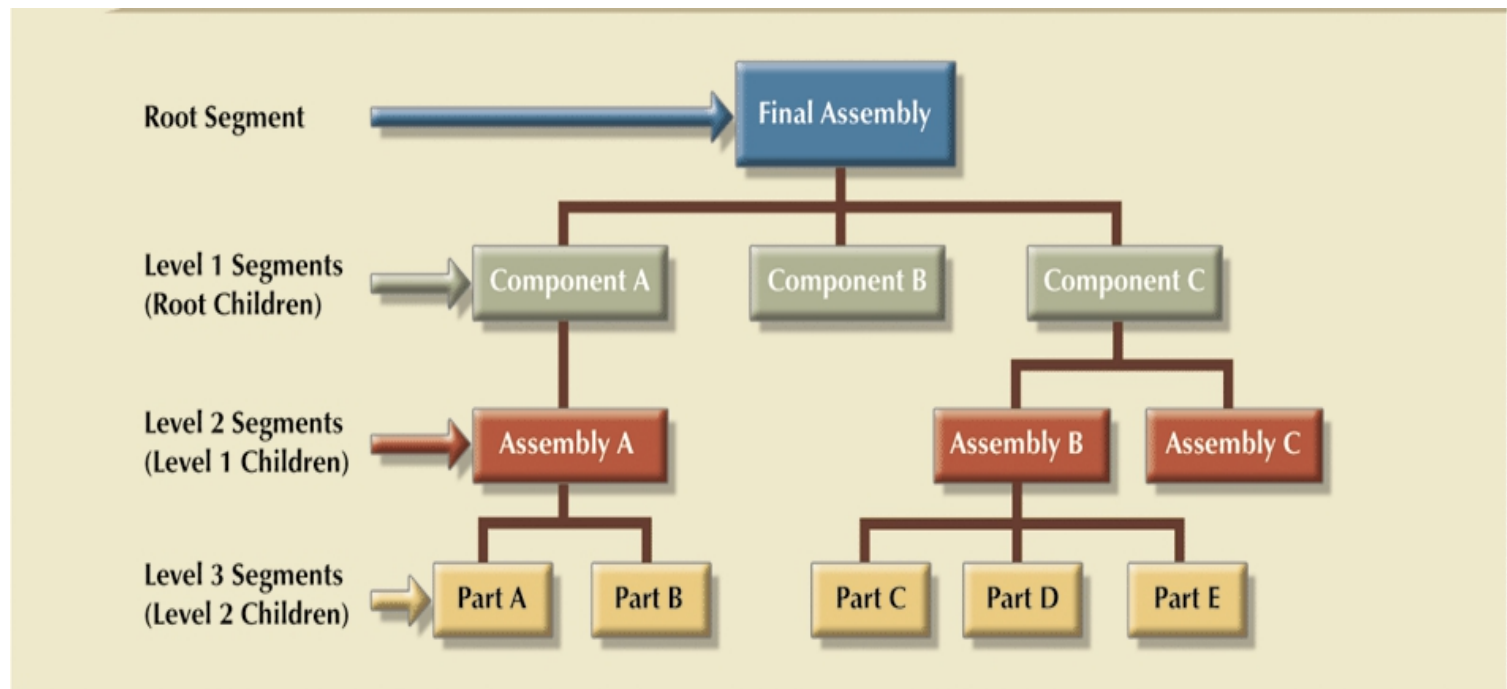 Root Segment
Final Assembly
Level 1 Segments
(Root Children)
Component A
Component B
Component C
Level 2 Segments
(Level 1 Children)
Assembly A
Assembly B
Assembly C
Level 3 Segments
(Level 2 Children)
Part A
Part B
Part C
Part D
Part E